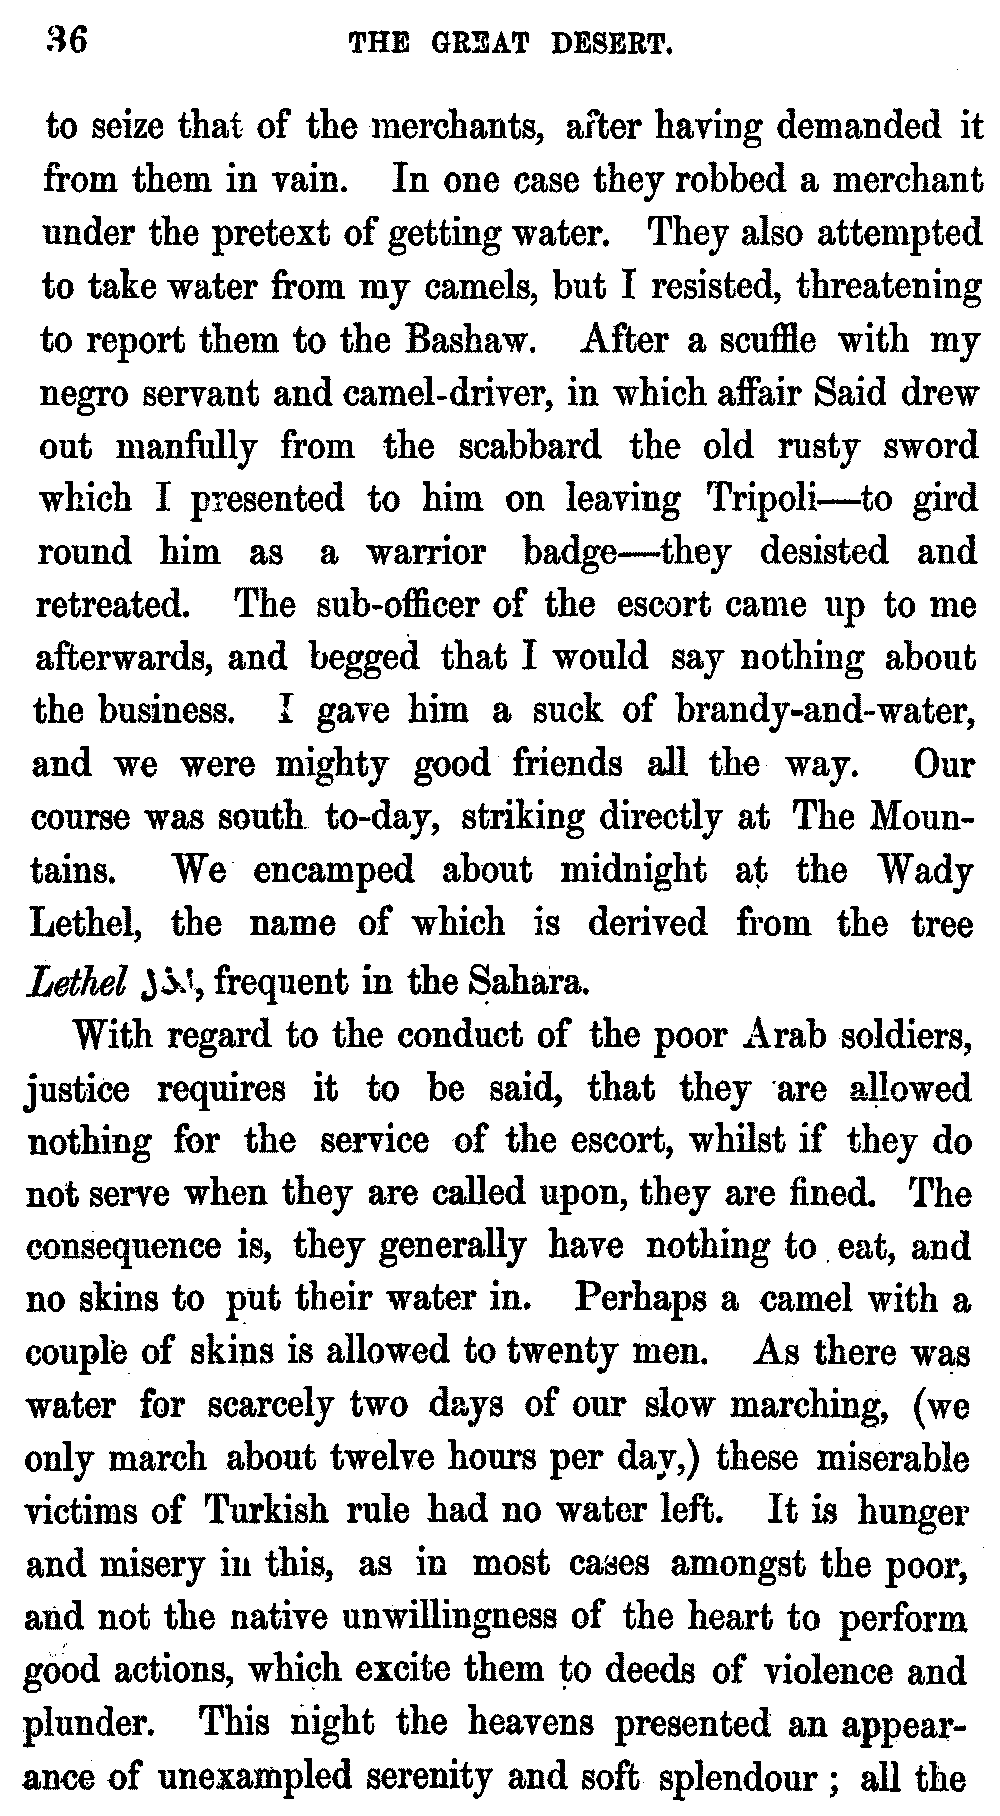 36 THE GREAT DESERT.
to seize that of the merchants, after having demanded it
from them in vain. In one case they robbed a merchant
under the pretext of getting water. They also attempted
to take water from my camels, but I resisted, threatening
to report them to the Bashaw. After a scuffle with my
negro servant and camel-driver, in which affair Said drew
out manfully from the scabbard the old rusty sword
which I presented to him on leaving Tripoli—to gird
round him as a warrior badge—they desisted and
retreated. The sub-officer of the escort came up to me
afterwards, and begged that I would say nothing about
the business. I gave him a suck of brandy-and-water,
and we were mighty good friends all the way. Our
course was south to-day, striking directly at The Moun-
tains. We encamped about midnight at the Wady
Lethel, the name of which is derived from the tree
Lethel , frequent in the Sahara.
With regard to the conduct of the poor Arab soldiers,
justice requires it to be said, that they are allowed
nothing for the service of the escort, whilst if they do
not serve when they are called upon, they are fined. The
consequence is, they generally have nothing to eat, and
no skins to put their water in. Perhaps a camel with a
couple of skins is allowed to twenty men. As there was
water for scarcely two days of our slow marching, (we
only march about twelve hours per day,) these miserable
victims of Turkish rule had no water left. It is hunger
and misery in this, as in most cases amongst the poor,
and not the native unwillingness of the heart to perform
good actions, which excite them to deeds of violence and
plunder. This night the heavens presented an appear-
ance of unexampled serenity and soft splendour ; all the